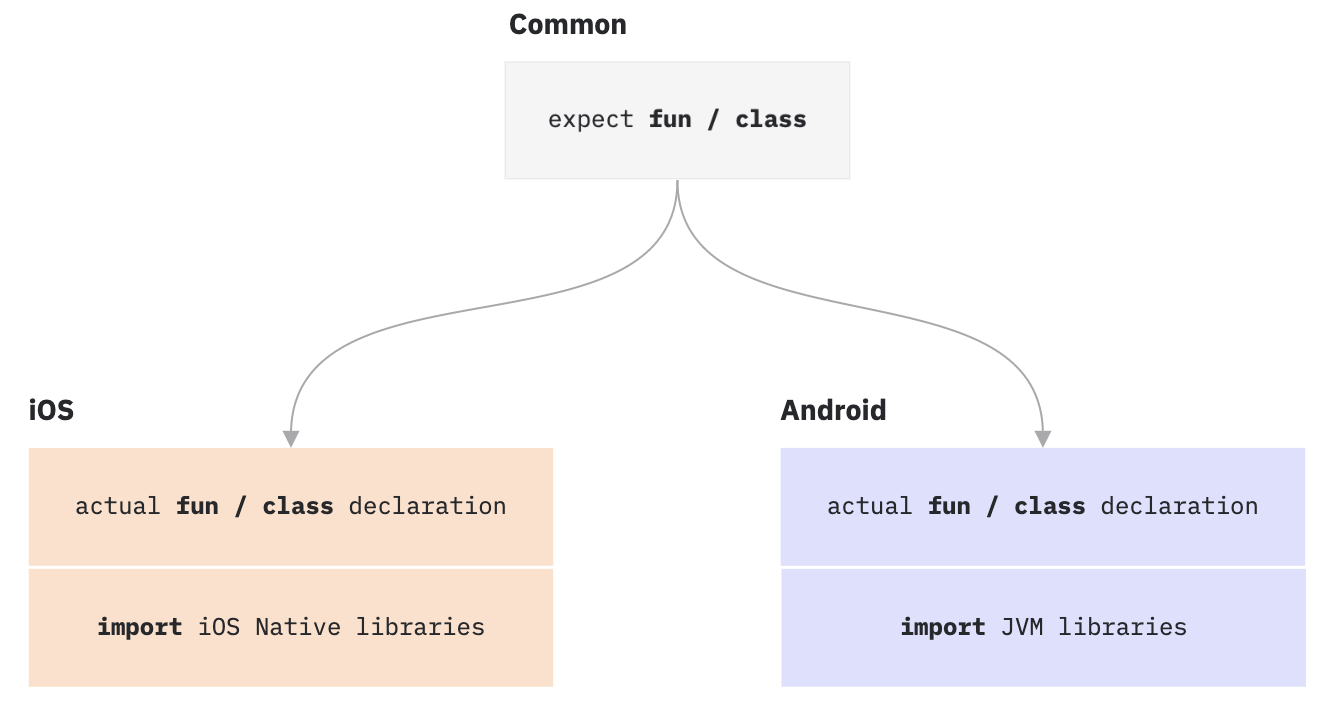 Common
expect fun / class
iOS
Android
actual fun / class declaration
actual fun / class declaration
import iOS Native libraries
import JVM libraries